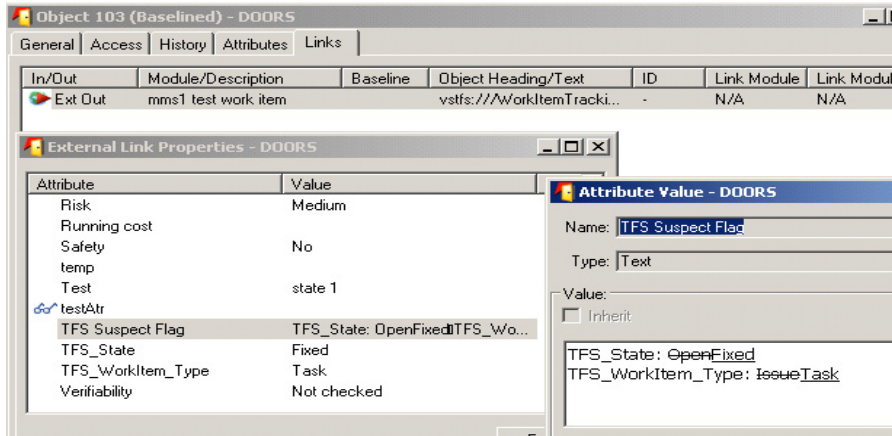 Object 103 (Baselined) - DOORS
General Access History Attributes Links
In/Out Module/Description Baseline Object Heading/Text ID Link Module Link Modul
Ext Out mms1 test work item vstfs:///WorkItemTracki... - N/A N/A
External Link Properties - DOORS
Attribute Value
Risk Medium
Running cost
Safety No
temp
Test state 1
testAtr
TFS Suspect Flag TFS_State: OpenFixed TFS_Wo...
TFS_State Fixed
TFS_WorkItem_Type Task
Verifiability Not checked
Attribute Value - DOORS
Name: TFS Suspect Flag
Type: Text
Value:
Inherit
TFS_State: OpenFixed
TFS_WorkItem_Type: IssueTask